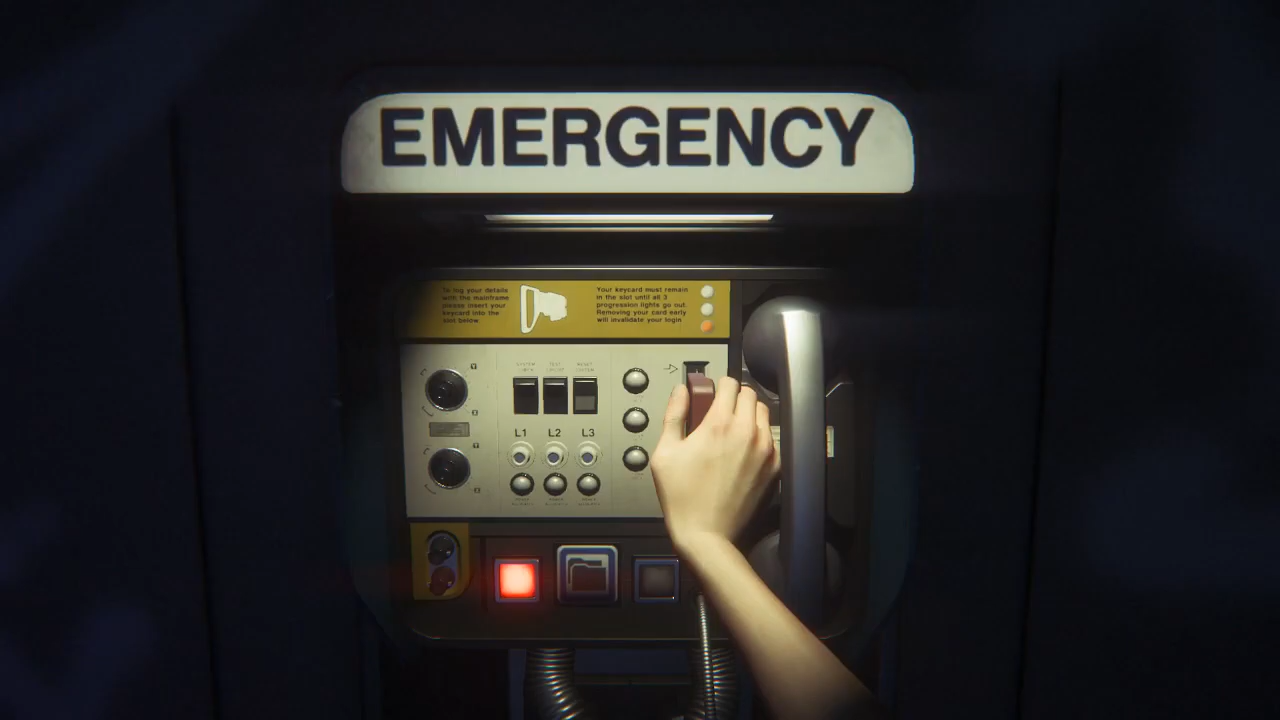 EMERGENCY
To log your details
with the mainframe
please insert your
keycard into the
slot below
Your keycard must remain
in the slot until all 3
progression lights go out.
Removing your card early
will invalidate your login
L1 L2 L3